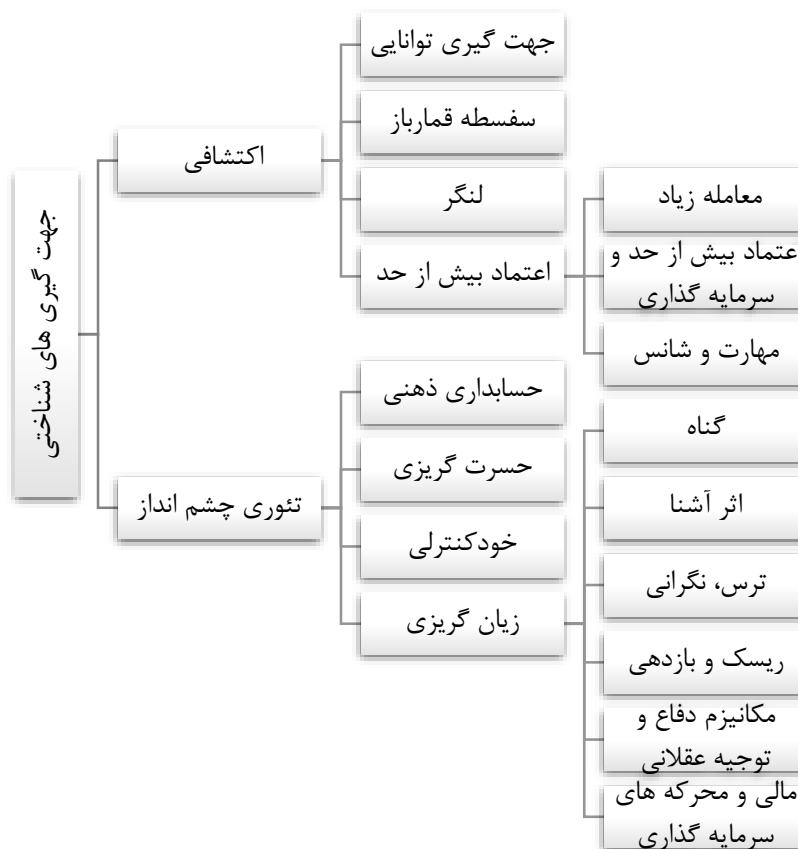 جهت گیری های شناختی
اکتشافی
جهت گیری توانایی
سفسطه قمارباز
لنگر
اعتماد بیش از حد
معامله زیاد
عتماد بیش از حد و
سرمایه گذاری
مهارت و شانس
تئوری چشم انداز
حسابداری ذهنی
حسرت گریزی
خودکنترلی
زیان گریزی
گناه
اثر آشنا
ترس، نگرانی
ریسک و بازدهی
مکانیزم دفاع و
توجیه عقلانی
مالی و محرکه های
سرمایه گذاری